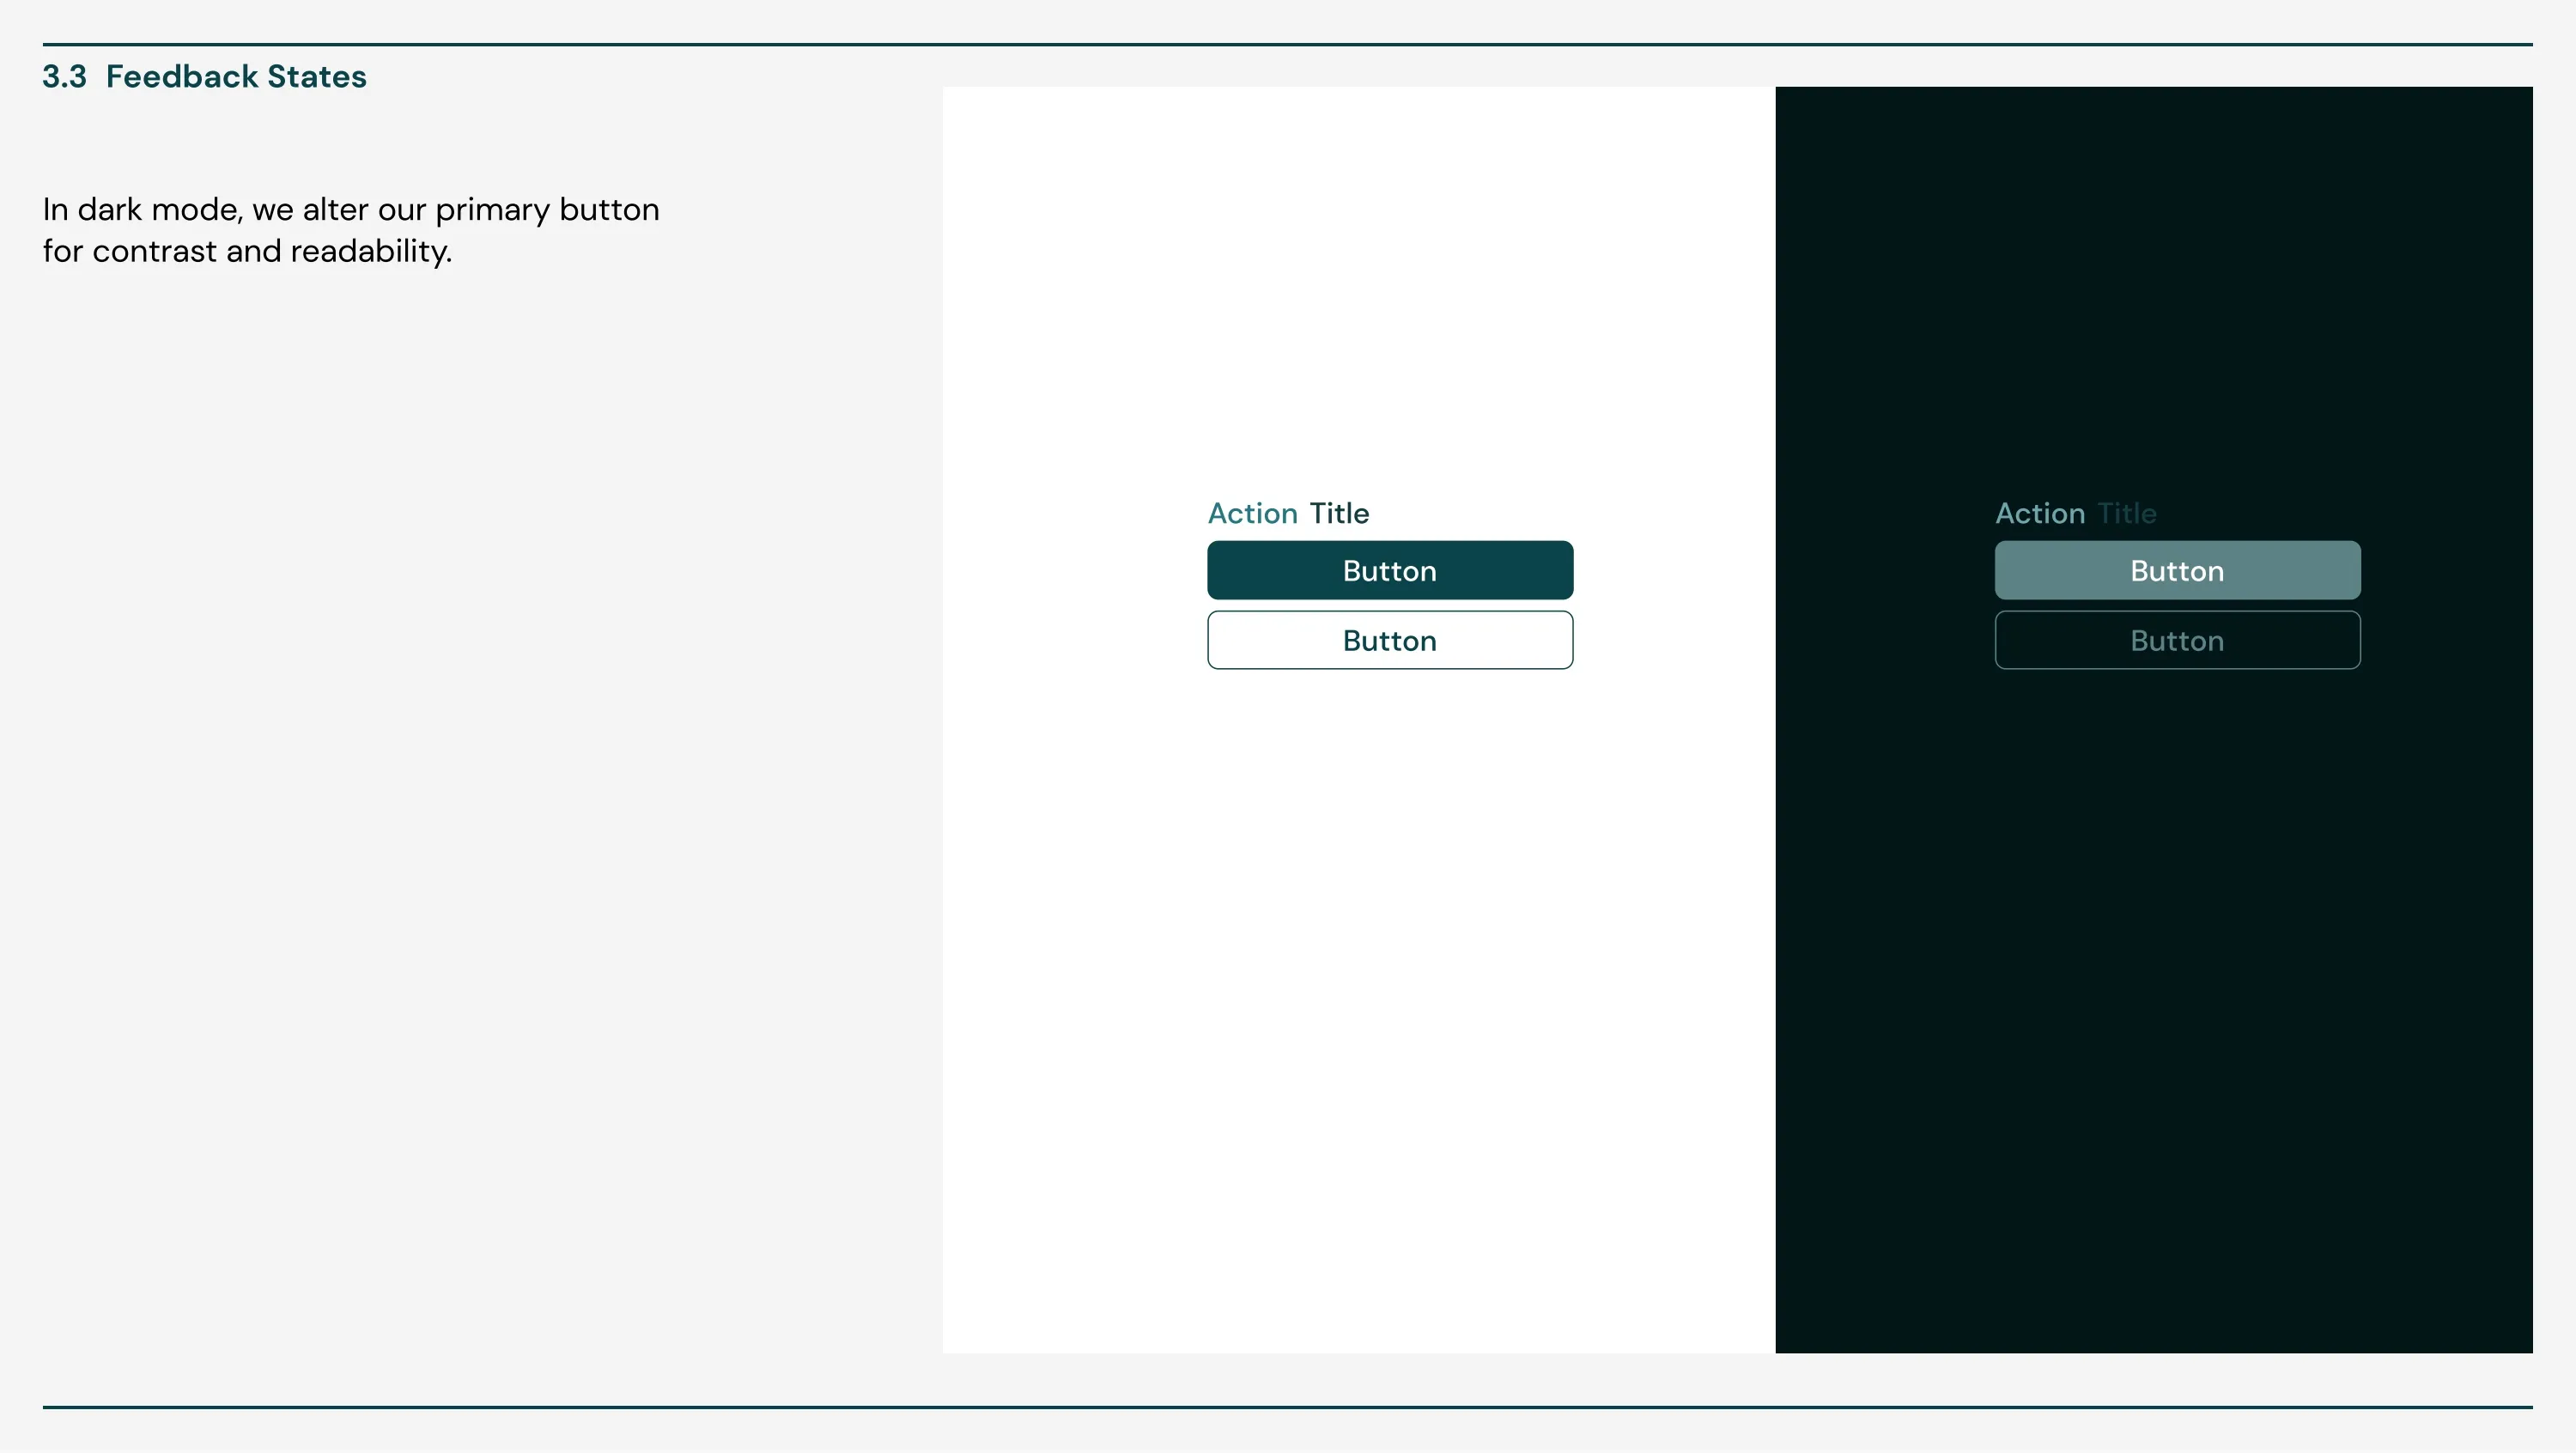 3.3 Feedback States
In dark mode, we alter our primary button
for contrast and readability.
Action Title
Button
Button
Action Title
Button
Button